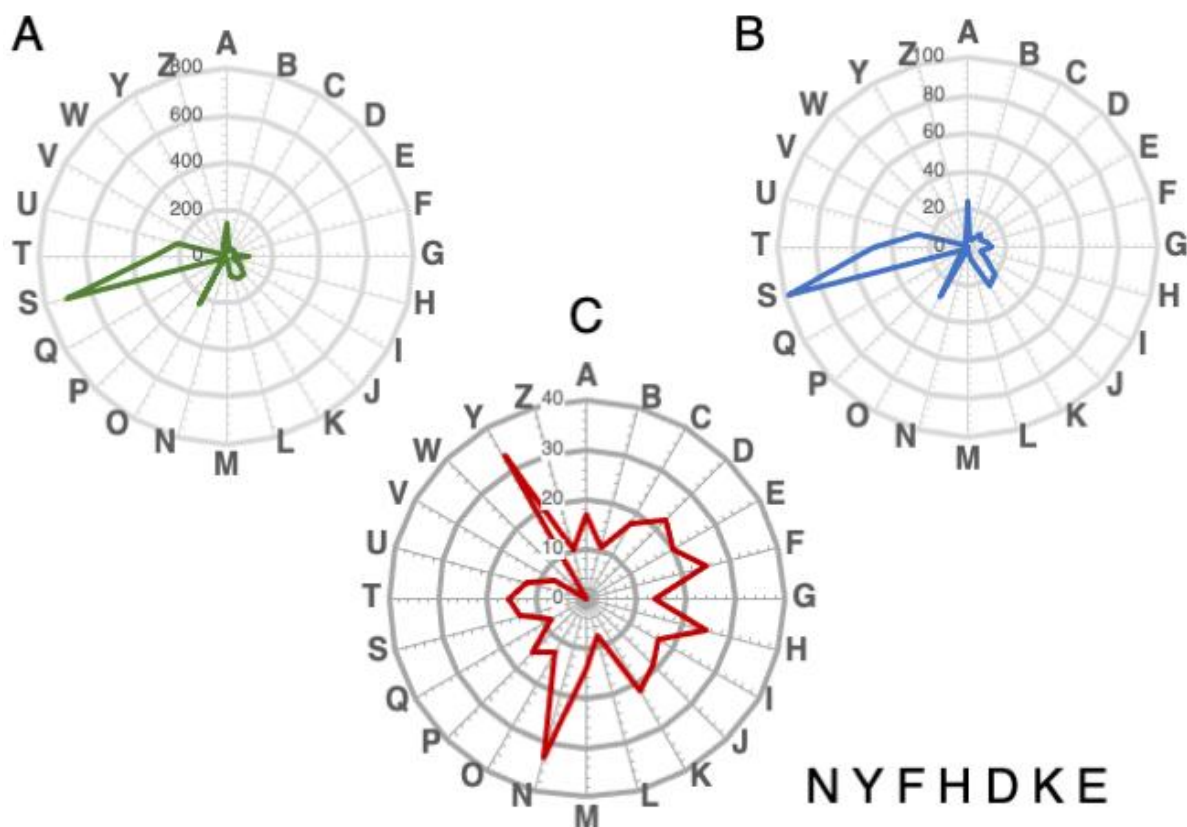 A
B
A
B
C
D
E
F
G
H
I
J
K
L
M
N
O
P
Q
S
T
U
V
W
Y
Z
800
600
400
200
0
A
B
C
D
E
F
G
H
I
J
K
L
M
N
O
P
Q
S
T
U
V
W
Y
Z
100
80
60
40
20
0
C
A
B
C
D
E
F
G
H
I
J
K
L
M
N
O
P
Q
S
T
U
V
W
Y
Z
40
30
20
10
0
N Y F H D K E